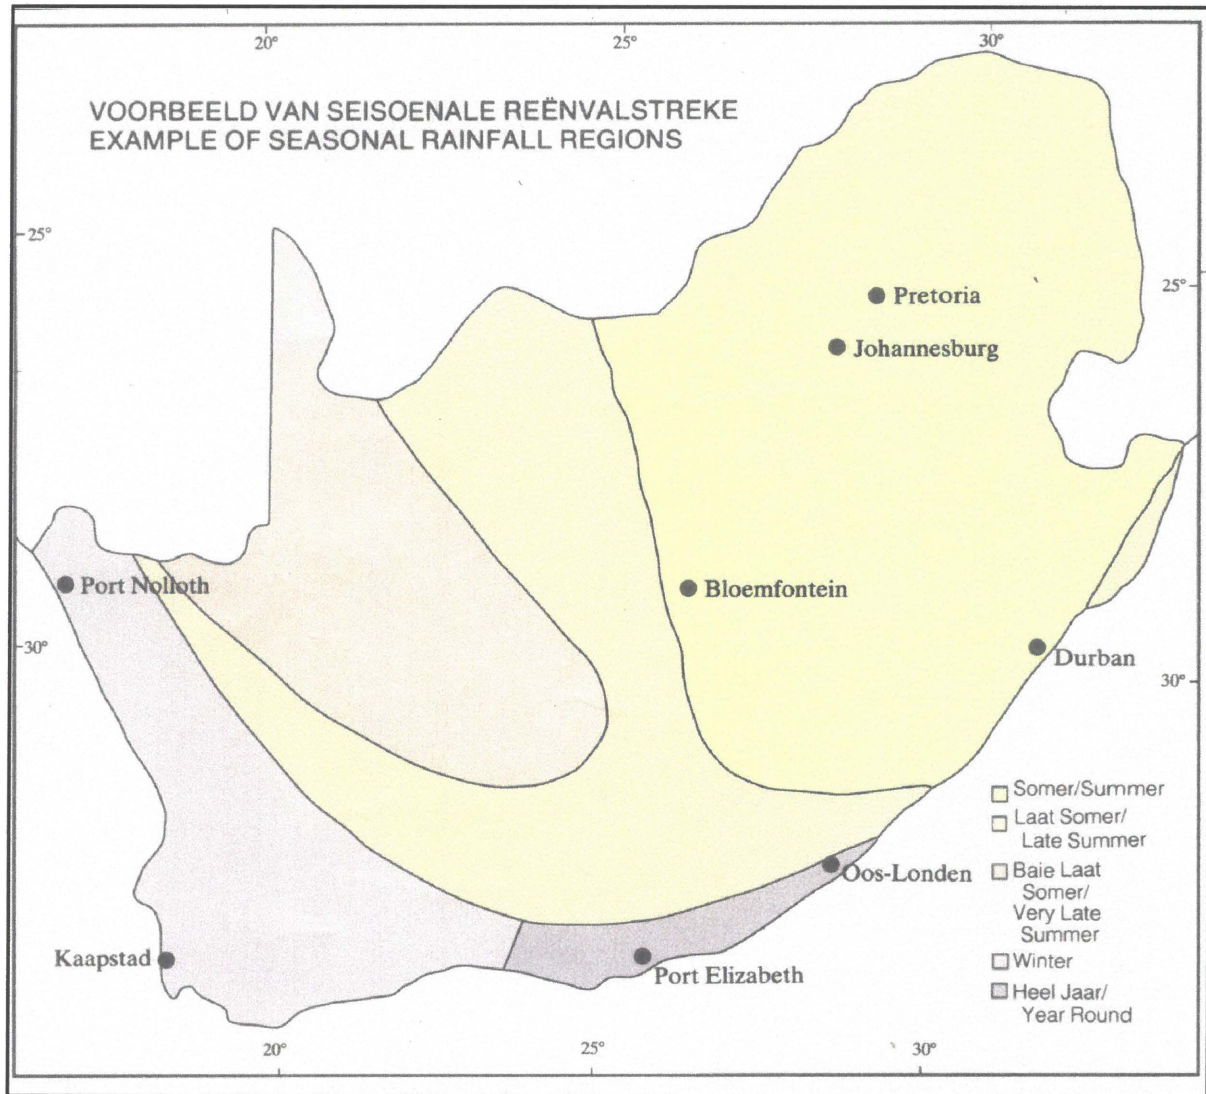 20°
25°
30°
VOORBEELD VAN SEISOENALE REËNVALSTREKE
EXAMPLE OF SEASONAL RAINFALL REGIONS
25°
25°
Pretoria
Johannesburg
Port Nolloth
Bloemfontein
30°
Durban
30°
Somer/Summer
Laat Somer/
Late Summer
Oos-Londen
Baie Laat
Somer/
Very Late
Summer
Kaapstad
Winter
Port Elizabeth
Heel Jaar/
Year Round
20°
25°
30°